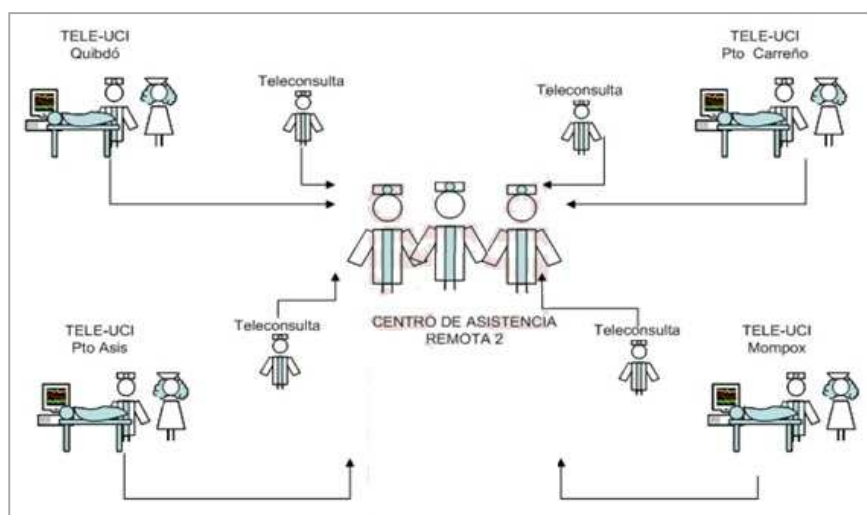 TELE-UCI
Quibdó
Teleconsulta
Teleconsulta
TELE-UCI
Pto Carreño
TELE-UCI
Pto Asis
Teleconsulta
CENTRO DE ASISTENCIA
REMOTA 2
Teleconsulta
TELE-UCI
Mompox